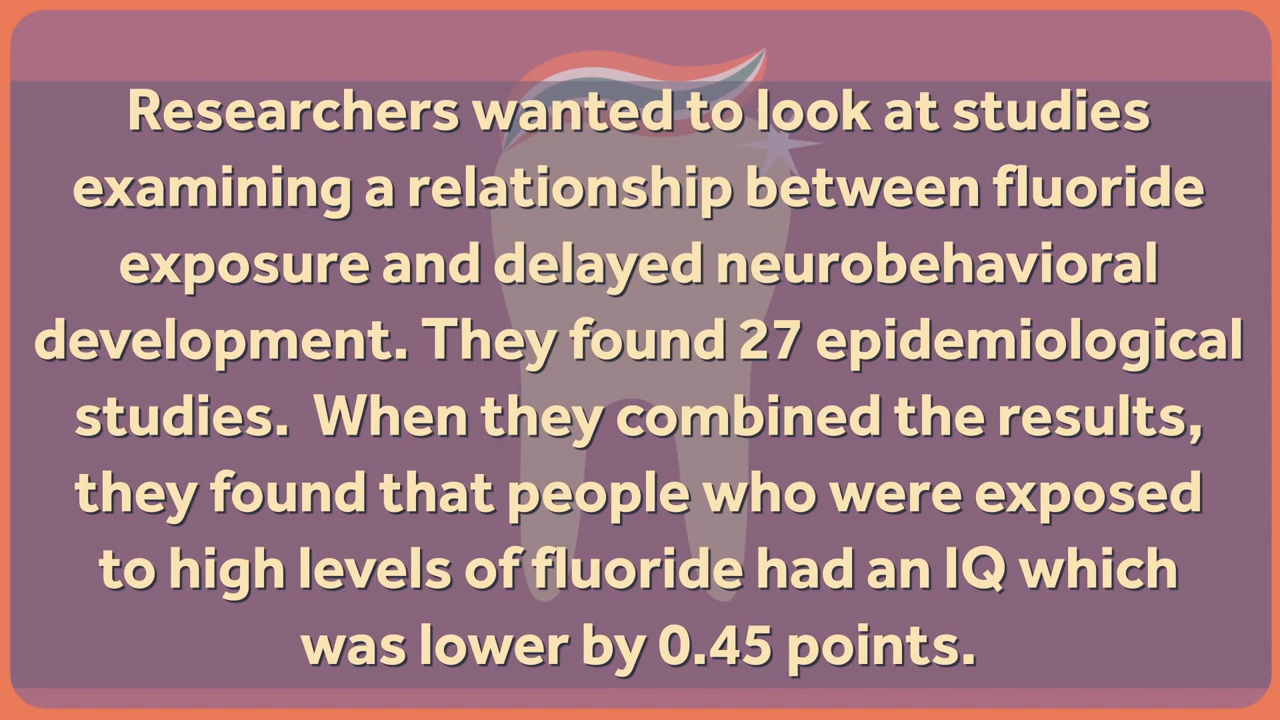 Researchers wanted to look at studies
examining a relationship between fluoride
exposure and delayed neurobehavioral
development. They found 27 epidemiological
studies.  When they combined the results,
they found that people who were exposed
to high levels of fluoride had an IQ which
was lower by 0.45 points.